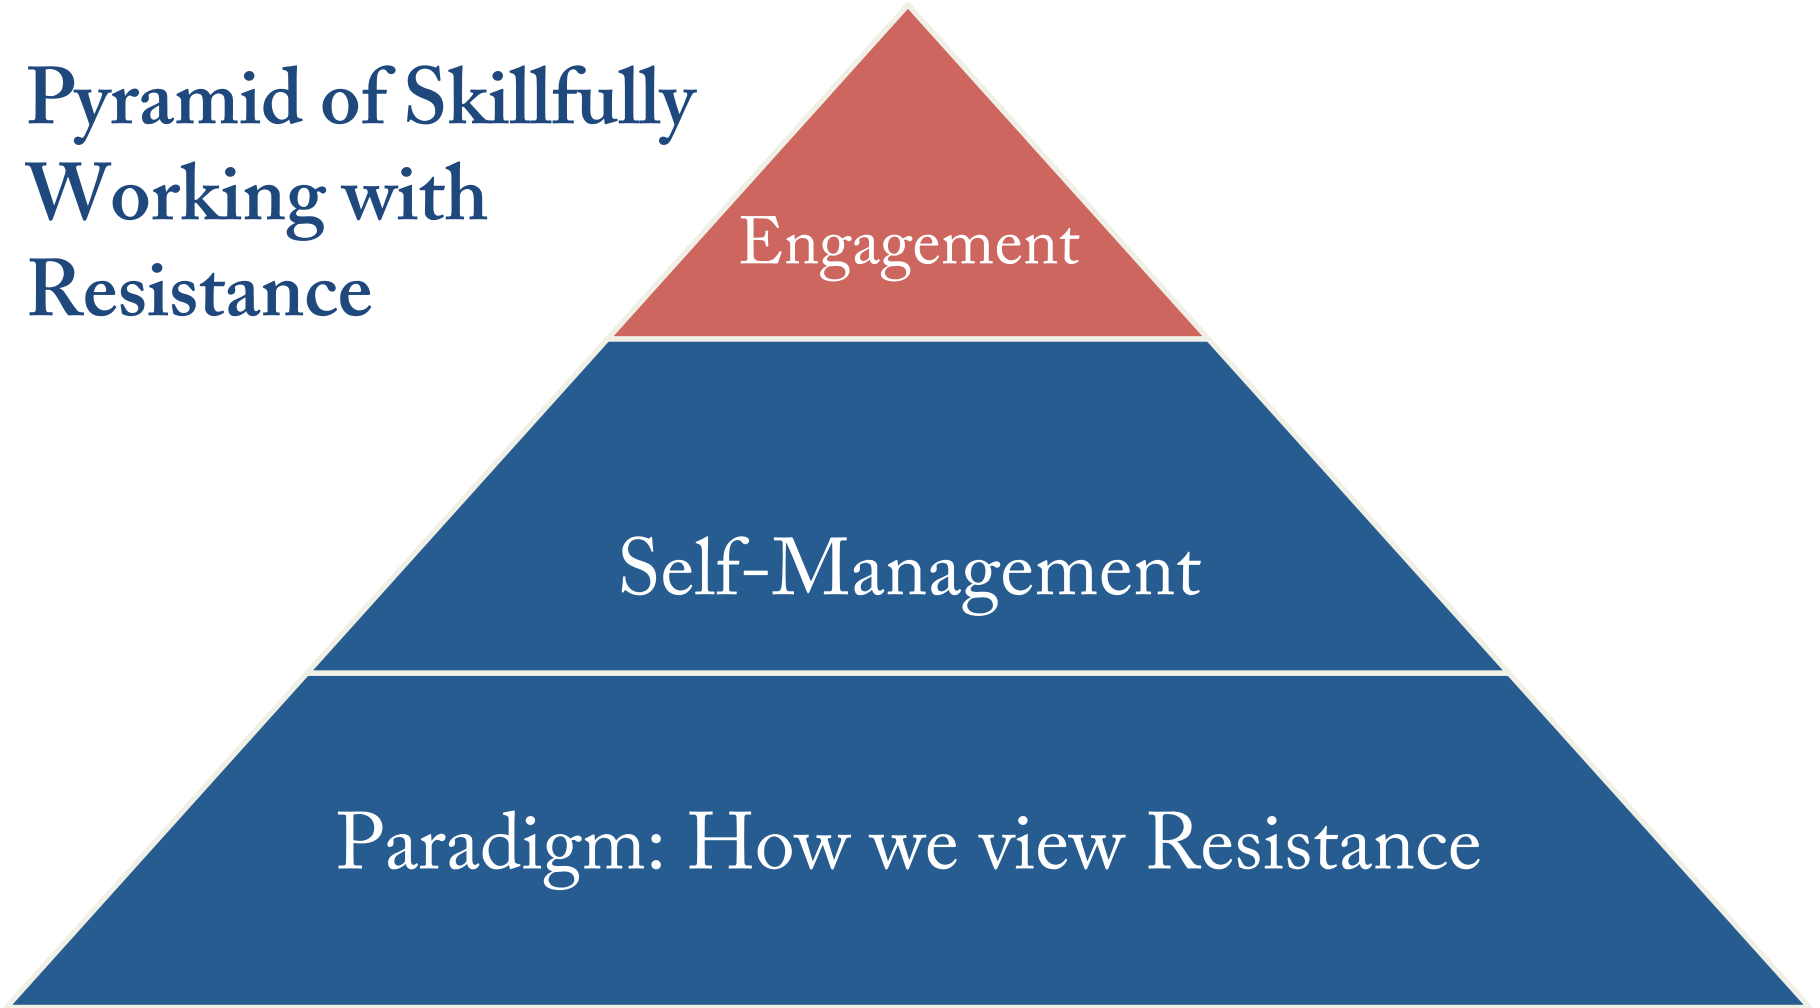 Pyramid of Skillfully
Working with
Resistance
Engagement
Self-Management
Paradigm: How we view Resistance